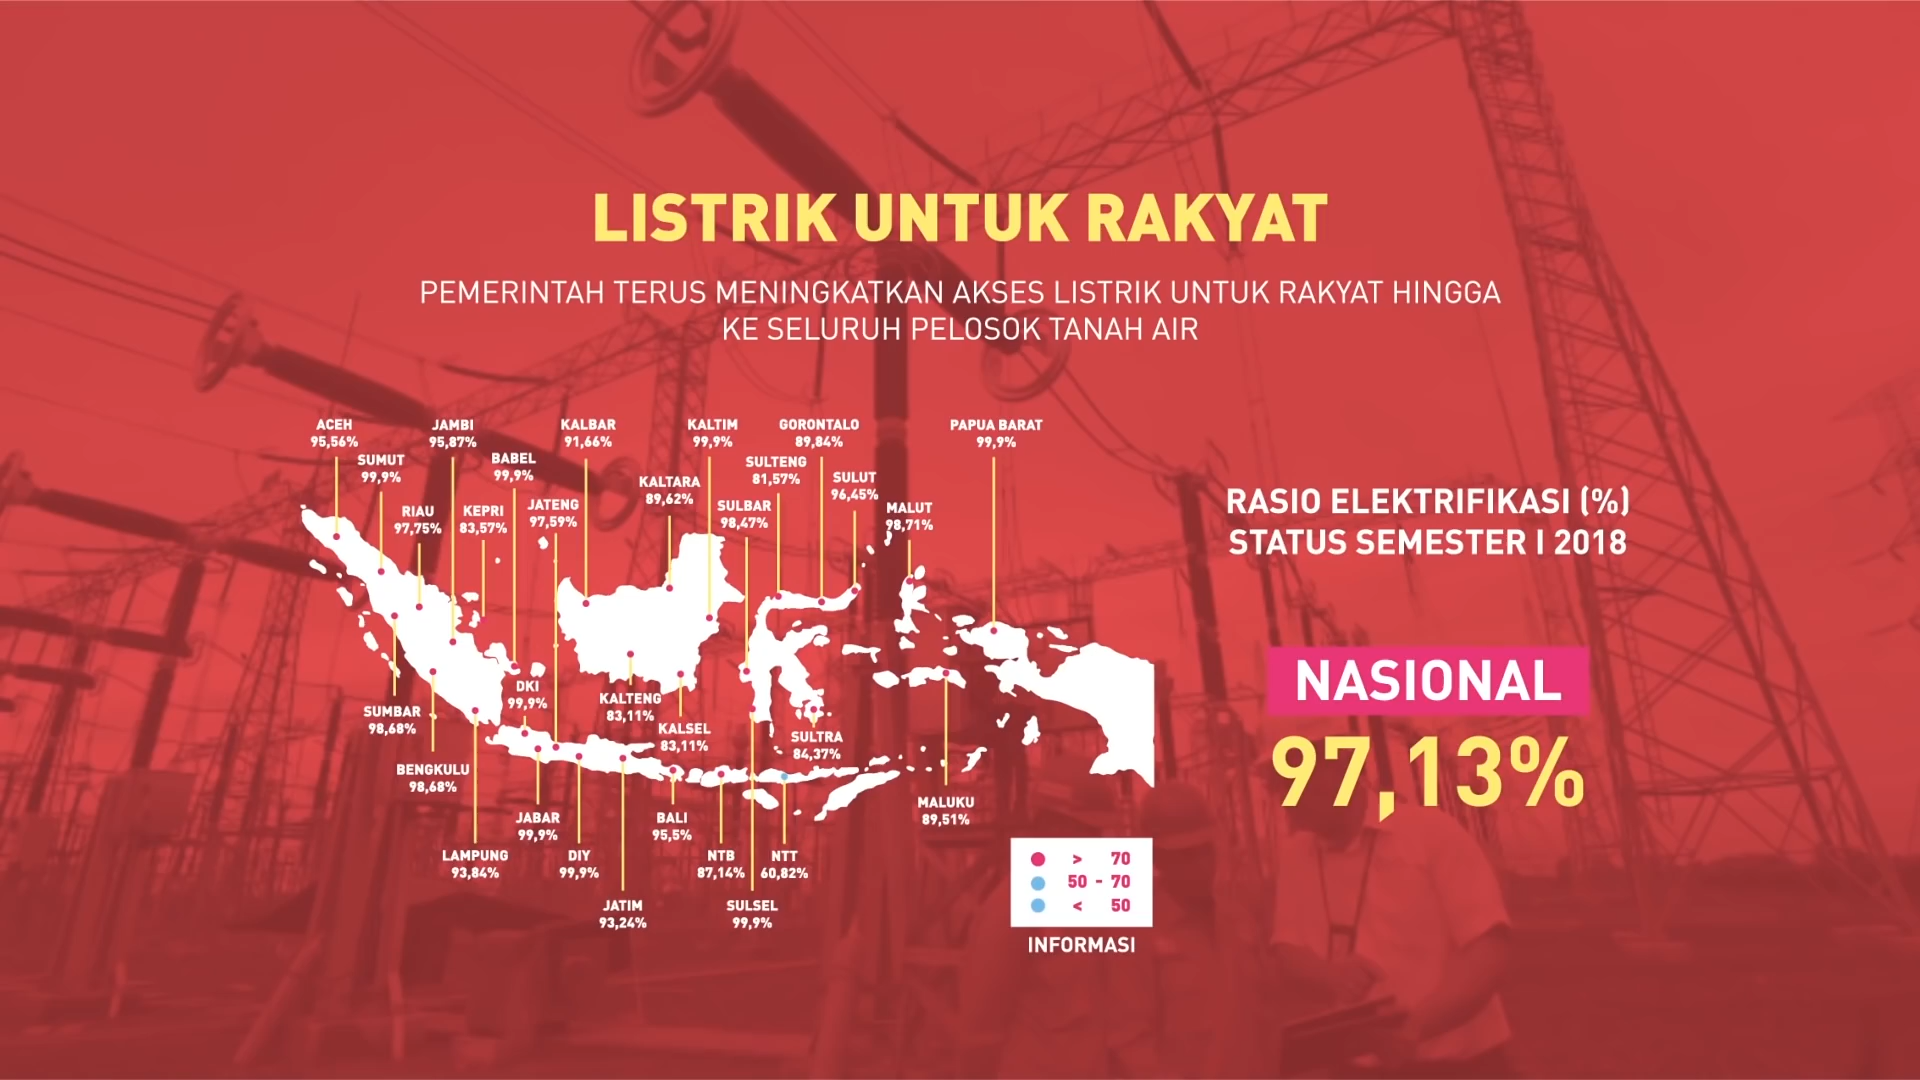 LISTRIK UNTUK RAKYAT
PEMERINTAH TERUS MENINGKATKAN AKSES LISTRIK UNTUK RAKYAT HINGGA
KE SELURUH PELOSOK TANAH AIR
ACEH
95,56%
SUMUT
99,9%
RIAU
97,75%
JAMBI
95,87%
KEPRI
83,57%
BABEL
99,9%
JATENG
97,59%
KALBAR
91,66%
KALTARA
89,62%
KALTIM
99,9%
SULBAR
98,47%
SULTENG
81,57%
GORONTALO
89,84%
SULUT
96,45%
MALUT
98,71%
PAPUA BARAT
99,9%
SUMBAR
98,68%
BENGKULU
98,68%
LAMPUNG
93,84%
DKI
99,9%
JABAR
99,9%
DIY
99,9%
JATIM
93,24%
KALTENG
83,11%
KALSEL
83,11%
BALI
95,5%
NTB
87,14%
SULSEL
99,9%
NTT
60,82%
SULTRA
84,37%
MALUKU
89,51%
> 70
50 - 70
< 50
INFORMASI
RASIO ELEKTRIFIKASI (%)
STATUS SEMESTER I 2018
NASIONAL
97,13%